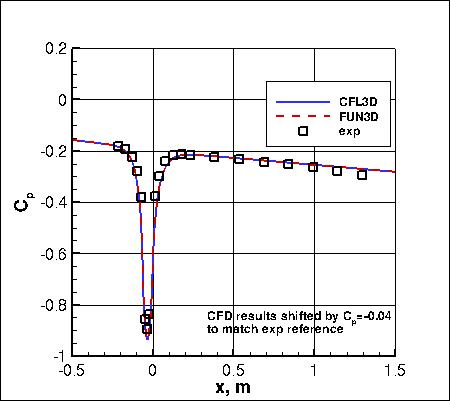 0.2
0
-0.2
-0.4
-0.6
-0.8
-1
Cp
CFL3D
FUN3D
exp
CFD results shifted by Cp=-0.04
to match exp reference
-0.5 0 0.5 1 1.5
x, m